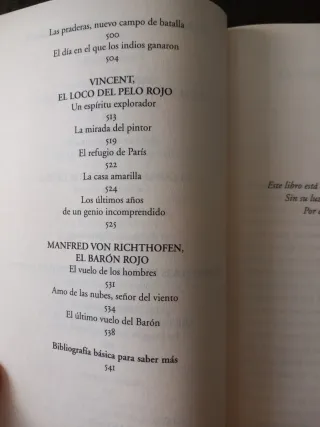 Las praderas, nuevo campo de batalla
500
El día en el que los indios ganaron
504
VINCENT,
EL LOCO DEL PELO ROJO
Un espíritu explorador
513
La mirada del pintor
519
El refugio de París
522
La casa amarilla
524
Los últimos años
de un genio incomprendido
525
MANFRED VON RICHTHOFEN,
EL BARÓN ROJO
El vuelo de los hombres
531
Amo de las nubes, señor del viento
534
El último vuelo del Barón
538
Bibliografía básica para saber más
541
Este libro está
Sin su
Por